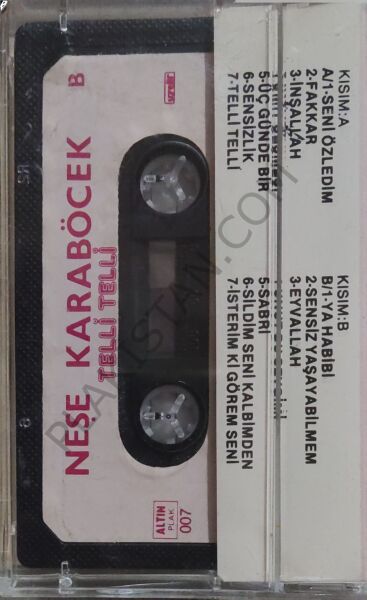 KISIM:A
A/1-SENİ ÖZLEDİM
2-FAKKAR
3-İNŞALLAH
5-ÜÇ GÜNDE BİR
6-SENSİZLİK
7-TELLİ TELLİ
KISIM:B
B/1-YA HABİBİ
2-SENSİZ YAŞAYABİLMEM
3-EYVALLAH
5-SABRİ
6-SİLDİM SENİ KALBİMDEN
7-İSTERİM Kİ GÖREM SENİ
B
NEŞE KARABÖCEK
TELLİ TELLİ
ALTIN
PLAK
007
PLAKISTAN.COM